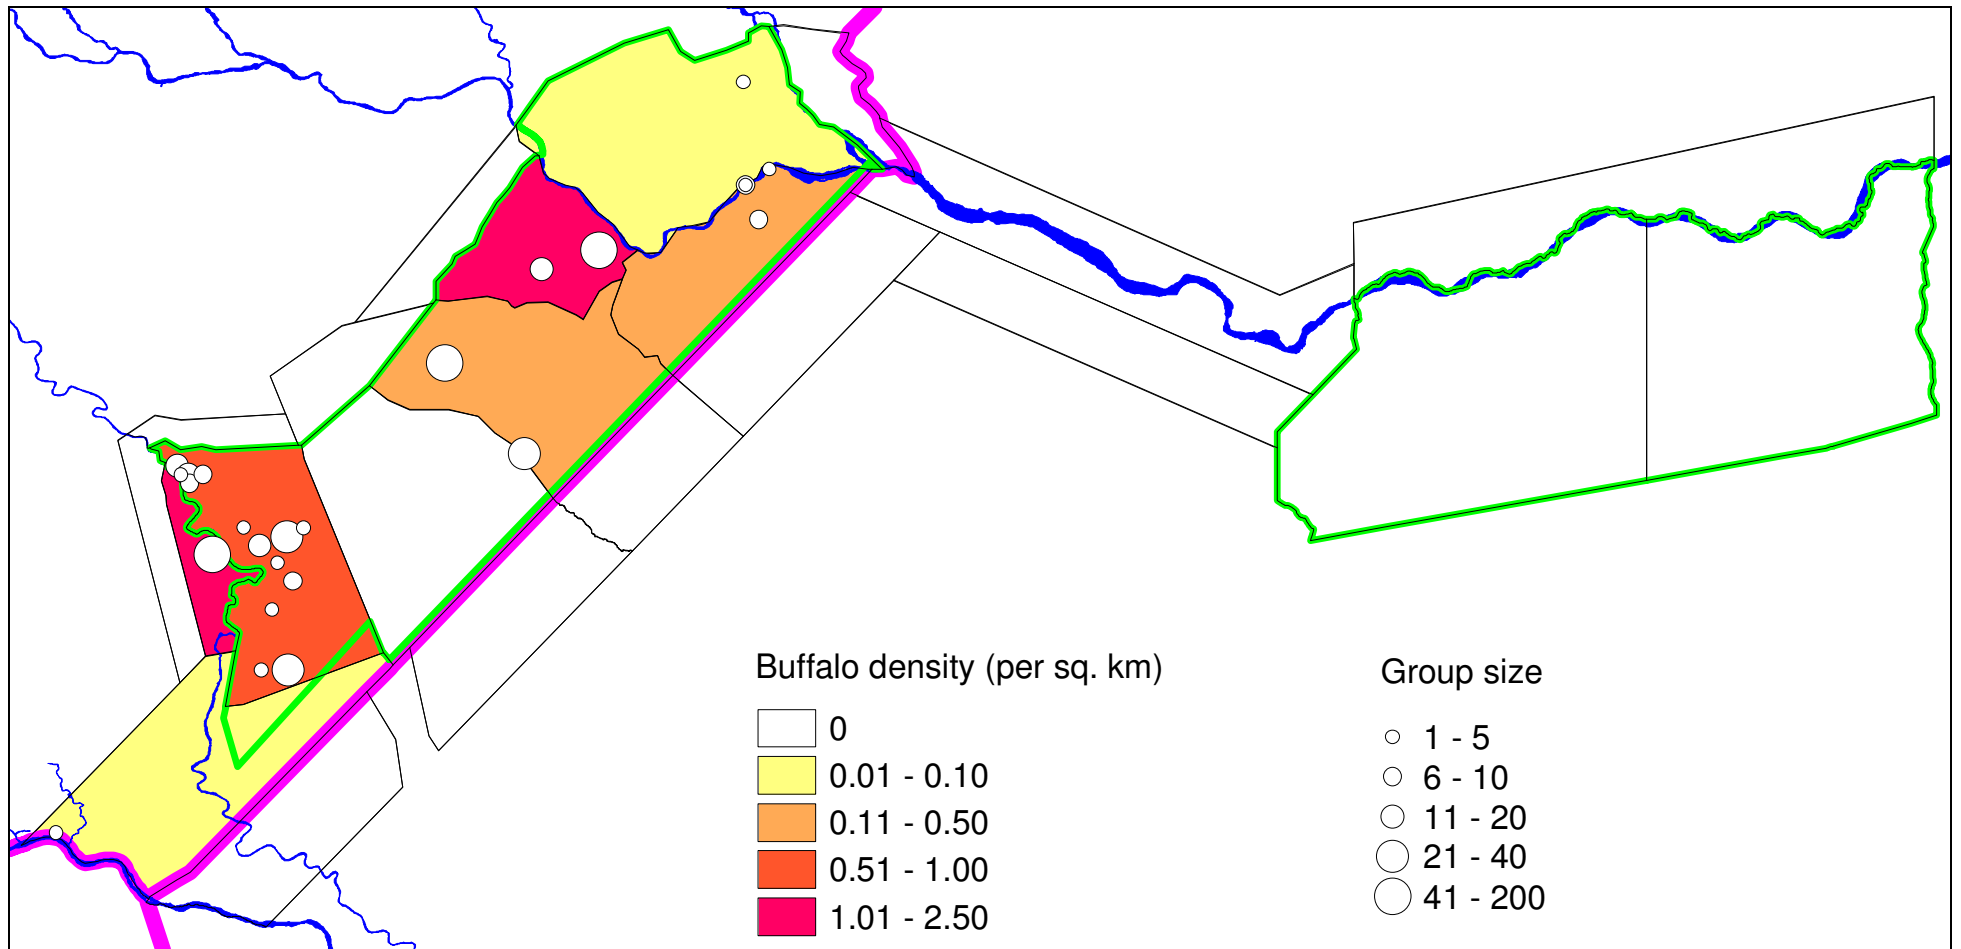 Buffalo density (per sq. km)
0
0.01 - 0.10
0.11 - 0.50
0.51 - 1.00
1.01 - 2.50
Group size
1 - 5
6 - 10
11 - 20
21 - 40
41 - 200